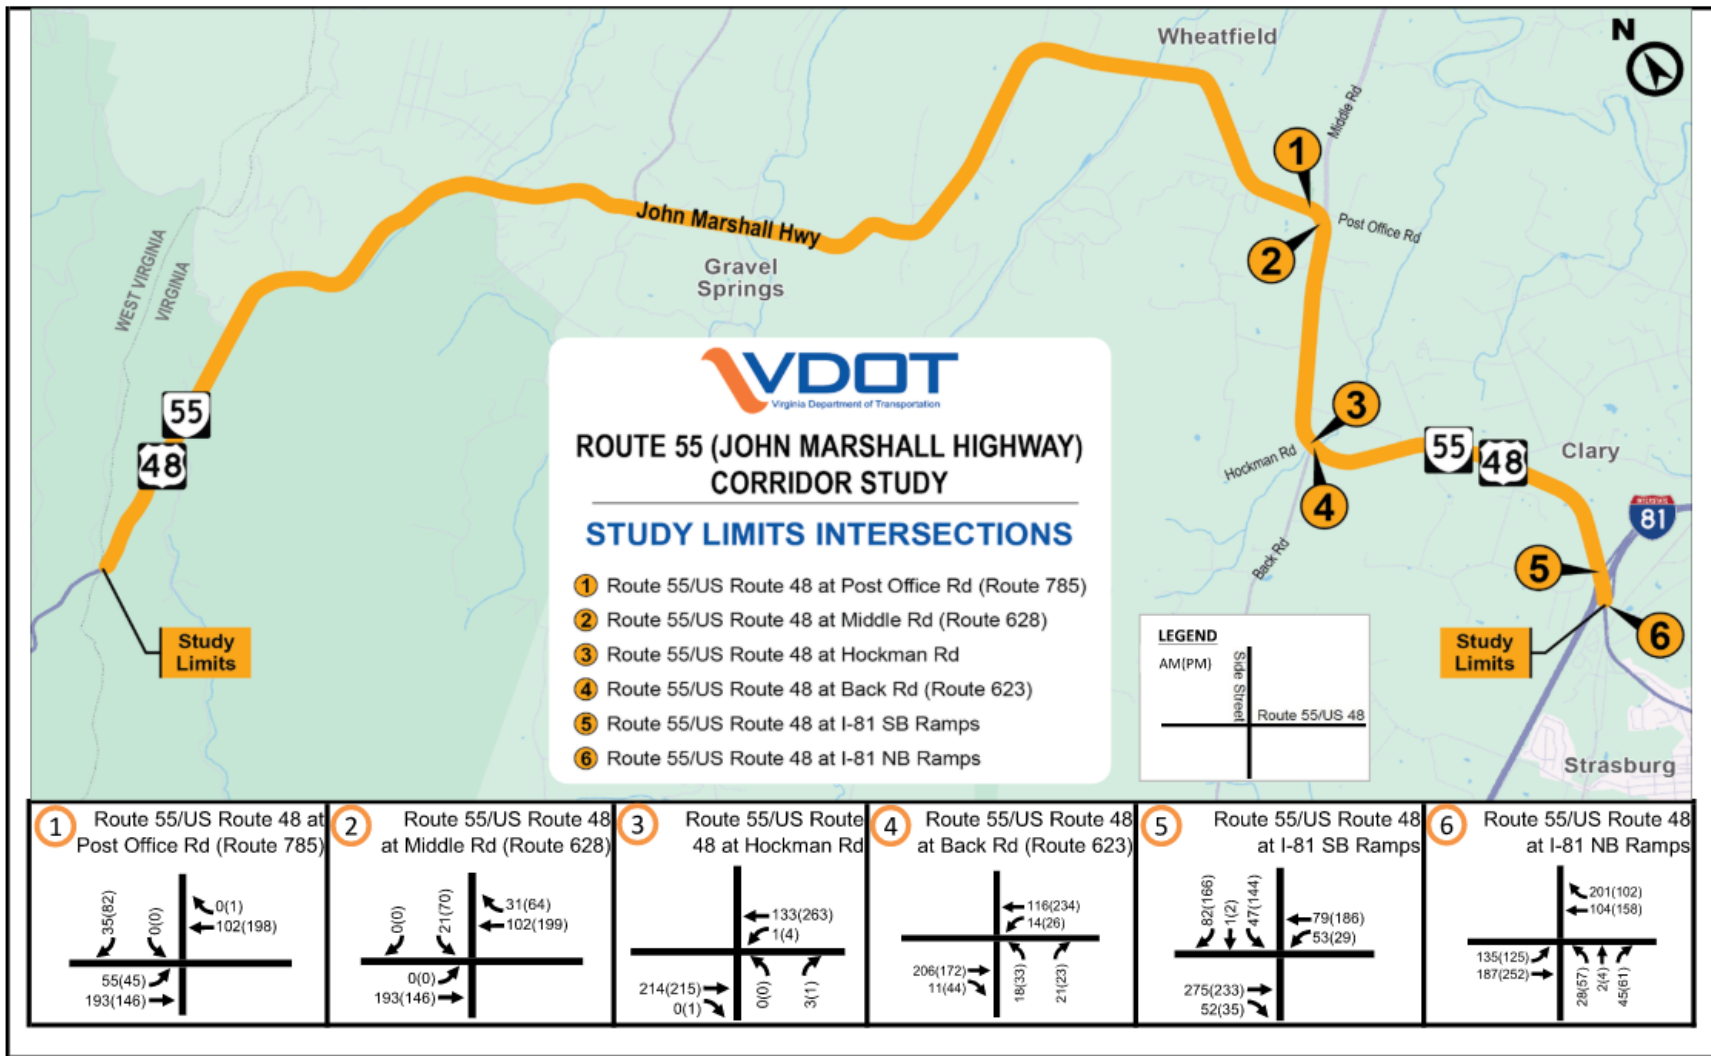 N
Wheatfield
Middle Rd
1
Post Office Rd
2
John Marshall Hwy
Gravel
Springs
WEST VIRGINIA
VIRGINIA
55
48
VDOT
Virginia Department of Transportation
ROUTE 55 (JOHN MARSHALL HIGHWAY)
CORRIDOR STUDY
STUDY LIMITS INTERSECTIONS
1 Route 55/US Route 48 at Post Office Rd (Route 785)
2 Route 55/US Route 48 at Middle Rd (Route 628)
3 Route 55/US Route 48 at Hockman Rd
4 Route 55/US Route 48 at Back Rd (Route 623)
5 Route 55/US Route 48 at I-81 SB Ramps
6 Route 55/US Route 48 at I-81 NB Ramps
3
Hockman Rd
55
48
Clary
4
Back Rd
INTERSTATE
81
5
6
Study
Limits
Study
Limits
LEGEND
AM(PM)
Side Street
Route 55/US 48
Strasburg
1 Route 55/US Route 48 at
Post Office Rd (Route 785)
35(82)
0(0)
0(1)
102(198)
55(45)
193(146)
2 Route 55/US Route 48
at Middle Rd (Route 628)
0(0)
21(70)
31(64)
102(199)
0(0)
193(146)
3 Route 55/US Route
48 at Hockman Rd
133(263)
1(4)
214(215)
0(1)
0(0)
3(1)
4 Route 55/US Route 48
at Back Rd (Route 623)
116(234)
14(26)
206(172)
11(44)
18(33)
21(23)
5 Route 55/US Route 48
at I-81 SB Ramps
82(166)
1(2)
47(144)
79(186)
53(29)
275(233)
52(35)
6 Route 55/US Route 48
at I-81 NB Ramps
201(102)
104(158)
135(125)
187(252)
28(57)
2(4)
45(61)